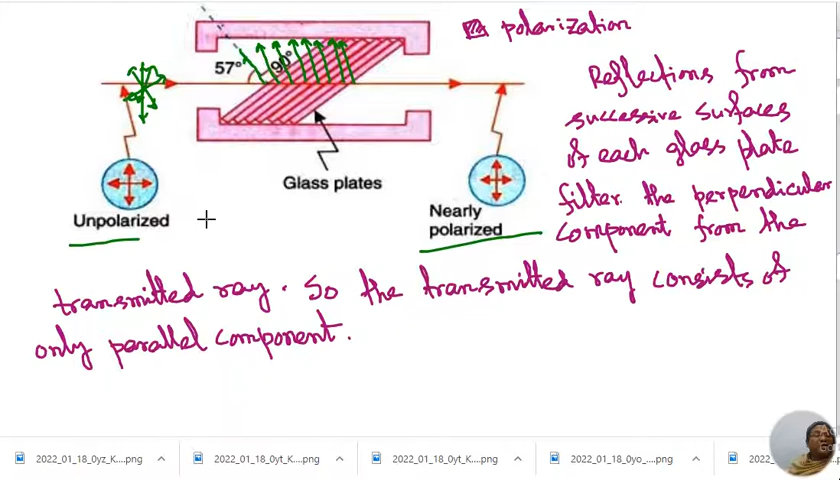 polarization
57°
90°
Reflections from
successive surfaces
of each glass plate
filter the perpendicular
component from the
Glass plates
Unpolarized
Nearly
polarized
transmitted ray. So the transmitted ray consists of
only parallel component.
2022_01_18_0yz_K....png
2022_01_18_0yt_K....png
2022_01_18_0yt_K....png
2022_01_18_0yo_....png
2022_01_18_0y